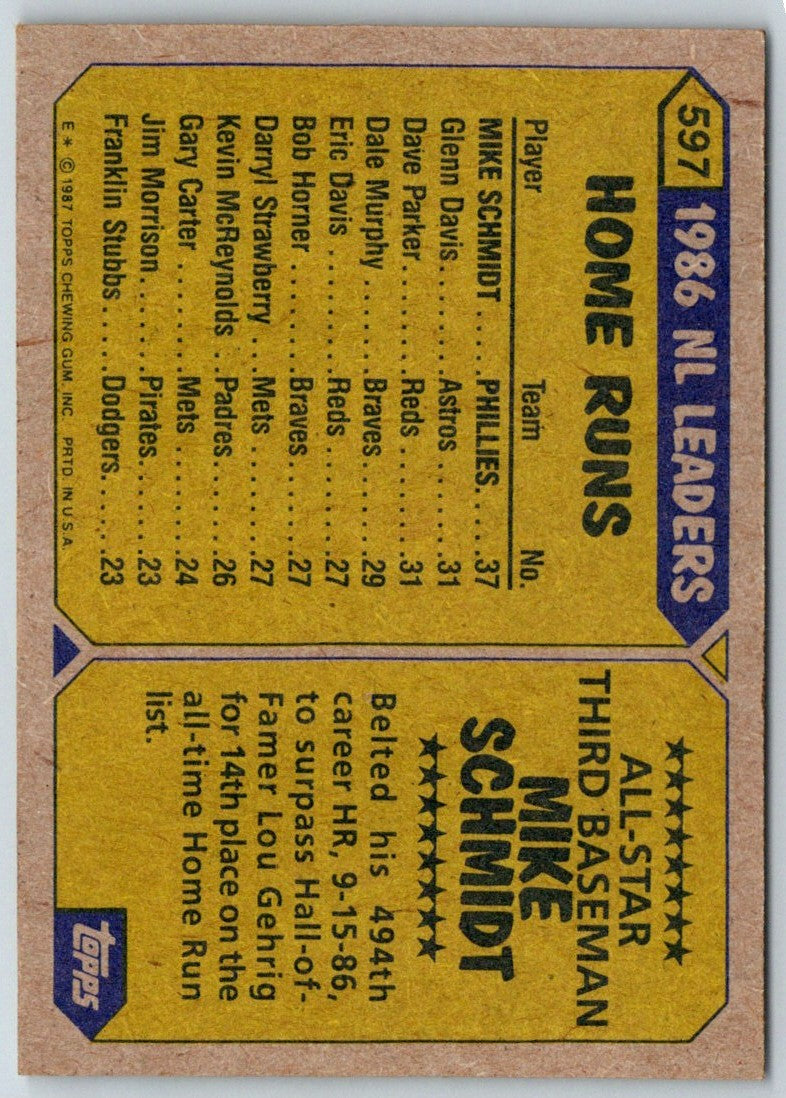 597
1986 NL LEADERS
HOME RUNS
Player Team No.
MIKE SCHMIDT.....PHILLIES.....37
Glenn Davis........Astros........31
Dave Parker........Reds........31
Dale Murphy......Braves........29
Eric Davis........Reds........27
Bob Horner......Braves........27
Darryl Strawberry...Mets........27
Kevin McReynolds..Padres......26
Gary Carter.......Mets........24
Jim Morrison......Pirates........23
Franklin Stubbs.....Dodgers.....23
E * © 1987 TOPPS CHEWING GUM, INC. PRTD IN U.S.A.
ALL-STAR
THIRD BASEMAN
MIKE
SCHMIDT
Belted his 494th
career HR, 9-15-86,
to surpass Hall-of-
Famer Lou Gehrig
for 14th place on the
all-time Home Run
list.
topps